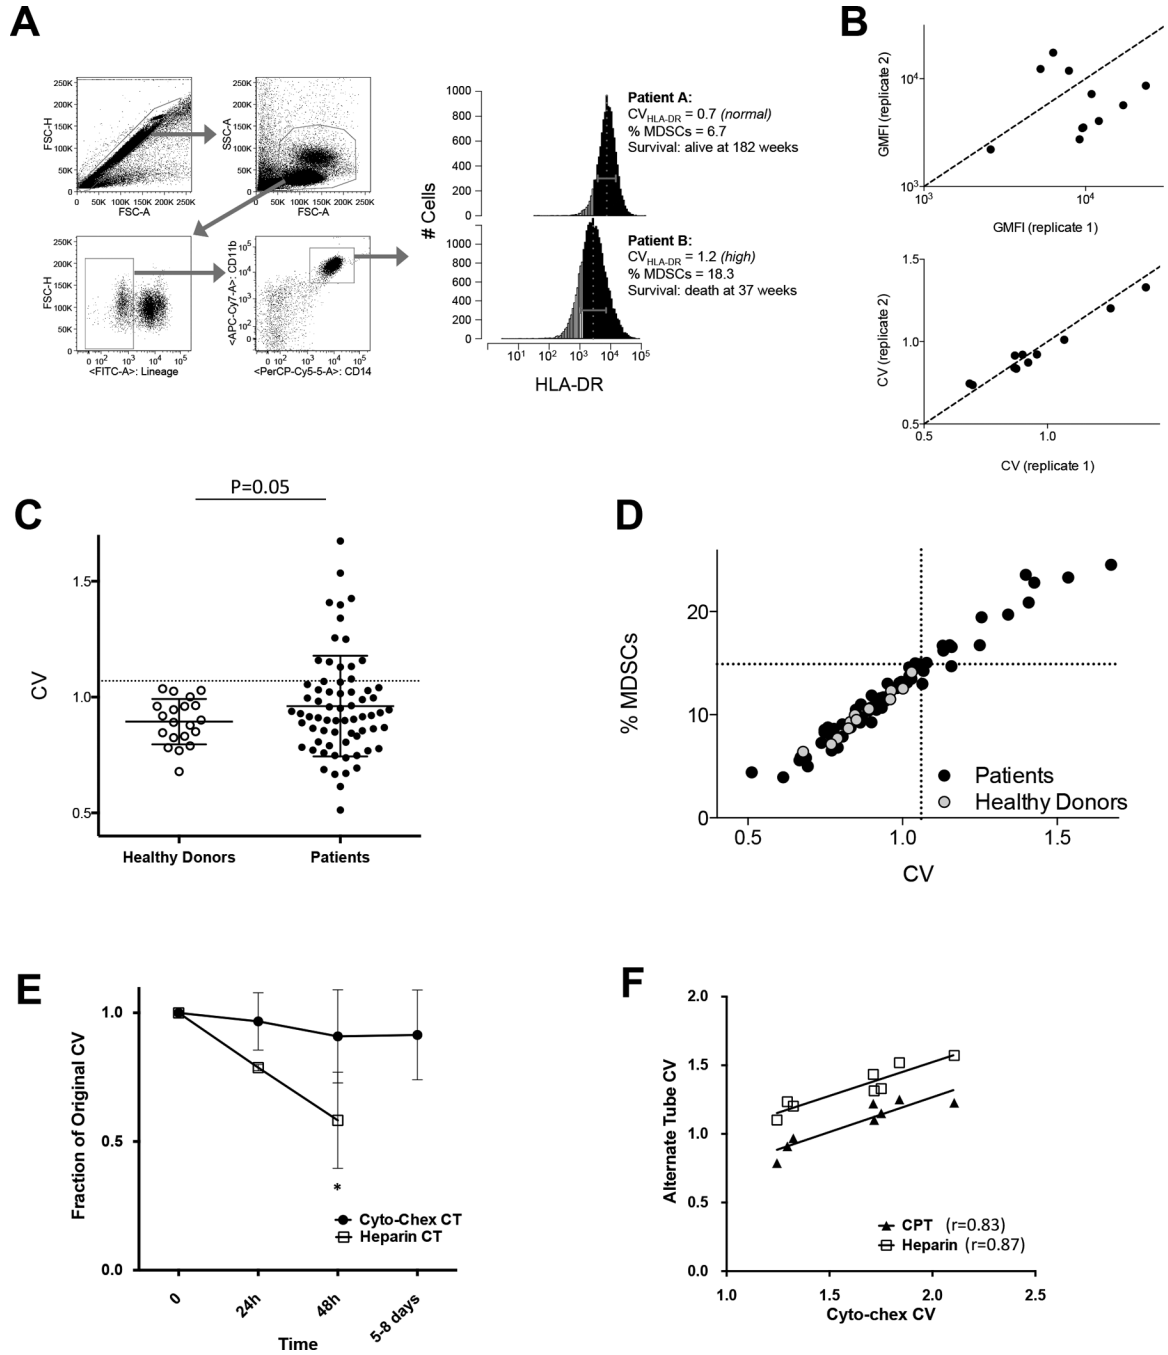 A
250K
200K
150K
100K
50K
0
FSC-H
0 50K 100K 150K 200K 250K
FSC-A
250K
200K
150K
100K
50K
0
SSC-A
0 50K 100K 150K 200K 250K
FSC-A
250K
200K
150K
100K
50K
0
FSC-H
0 10² 10³ 10⁴ 10⁵
<FITC-A>: Lineage
10⁵
10⁴
10³
10²
0
<APC-Cy7-A>: CD11b
0 10² 10³ 10⁴ 10⁵
<PerCP-Cy5-5-A>: CD14
# Cells
1000
800
600
400
200
0
Patient A:
CVHLA-DR = 0.7 (normal)
% MDSCs = 6.7
Survival: alive at 182 weeks
1000
800
600
400
200
0
Patient B:
CVHLA-DR = 1.2 (high)
% MDSCs = 18.3
Survival: death at 37 weeks
10¹ 10² 10³ 10⁴ 10⁵
HLA-DR
B
GMFI (replicate 2)
10⁴
10³
10³ 10⁴
GMFI (replicate 1)
CV (replicate 2)
1.5
1.0
0.5
0.5 1.0
CV (replicate 1)
C
P=0.05
CV
1.5
1.0
0.5
Healthy Donors Patients
D
% MDSCs
20
10
0
Patients
Healthy Donors
0.5 1.0 1.5
CV
E
Fraction of Original CV
1.0
0.5
0.0
*
Cyto-Chex CT
Heparin CT
0 24h 48h 5-8 days
Time
F
Alternate Tube CV
2.0
1.5
1.0
0.5
0.0
CPT (r=0.83)
Heparin (r=0.87)
1.0 1.5 2.0 2.5
Cyto-chex CV